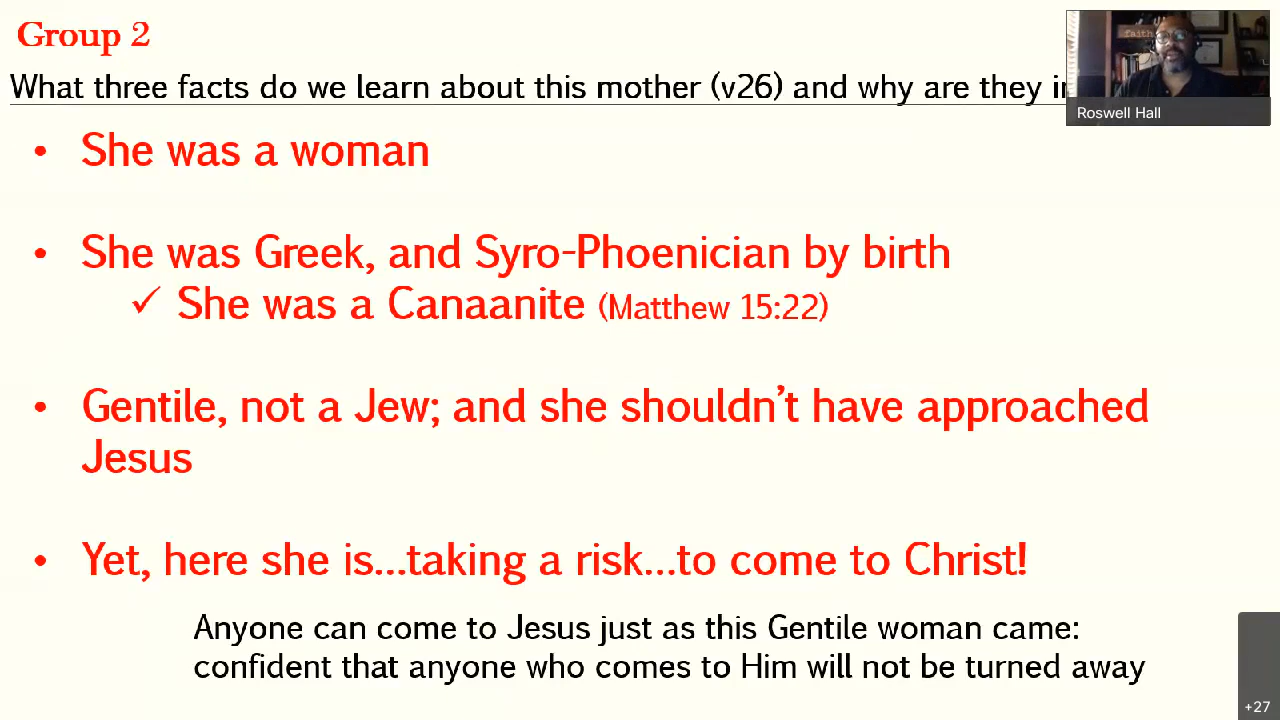 Group 2
What three facts do we learn about this mother (v26) and why are they
faith
Roswell Hall
• She was a woman
• She was Greek, and Syro-Phoenician by birth
✓ She was a Canaanite (Matthew 15:22)
• Gentile, not a Jew; and she shouldn’t have approached
Jesus
• Yet, here she is...taking a risk...to come to Christ!
Anyone can come to Jesus just as this Gentile woman came:
confident that anyone who comes to Him will not be turned away
+27